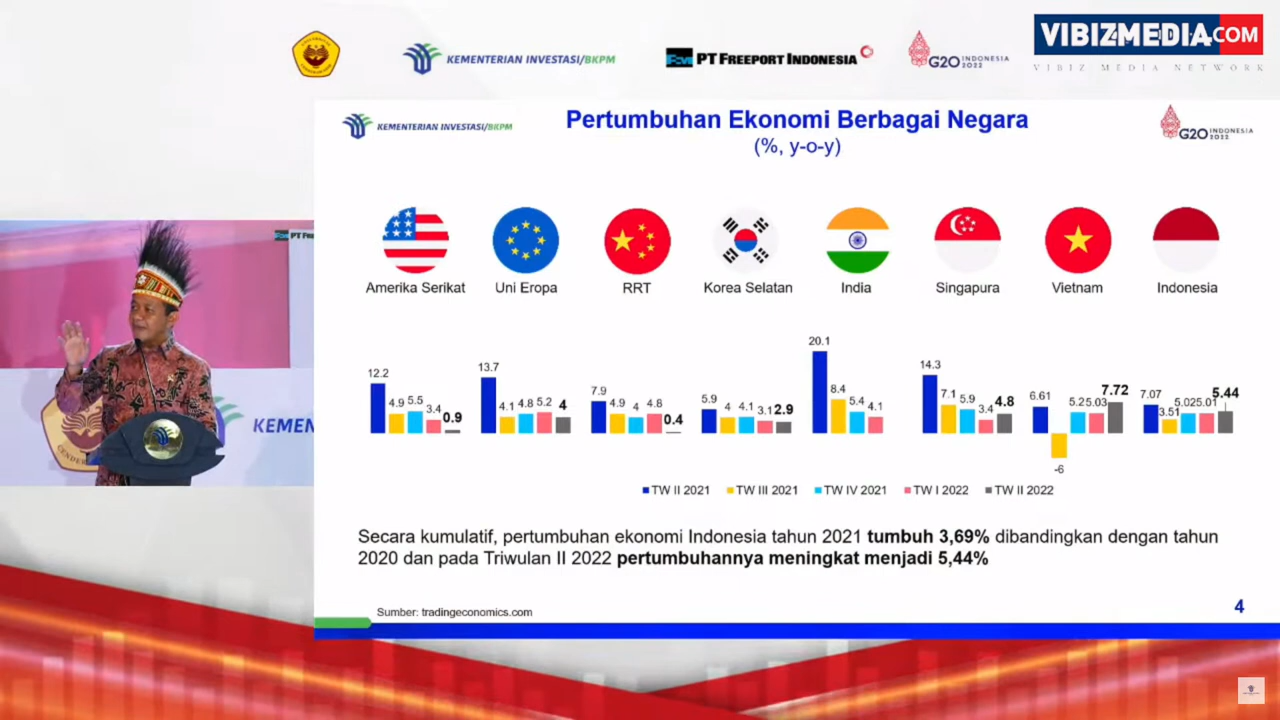 KEMENTERIAN INVESTASI/BKPM
PT FREEPORT INDONESIA
G20 INDONESIA 2022
VIBIZMEDIA.COM
VIBIZ MEDIA NETWORK
KEMENTERIAN INVESTASI/BKPM
Pertumbuhan Ekonomi Berbagai Negara
(%, y-o-y)
G20 INDONESIA 2022
PT F
Amerika Serikat
Uni Eropa
RRT
Korea Selatan
India
Singapura
Vietnam
Indonesia
12.2 4.9 5.5 3.4 0.9
13.7 4.1 4.8 5.2 4
7.9 4.9 4 4.8 0.4
5.9 4 4.1 3.1 2.9
20.1 8.4 5.4 4.1
14.3 7.1 5.9 3.4 4.8
6.61 -6 5.2 5.03 7.72
7.07 3.51 5.02 5.01 5.44
KEMEN
TW II 2021 TW III 2021 TW IV 2021 TW I 2022 TW II 2022
Secara kumulatif, pertumbuhan ekonomi Indonesia tahun 2021 tumbuh 3,69% dibandingkan dengan tahun
2020 dan pada Triwulan II 2022 pertumbuhannya meningkat menjadi 5,44%
Sumber: tradingeconomics.com
4